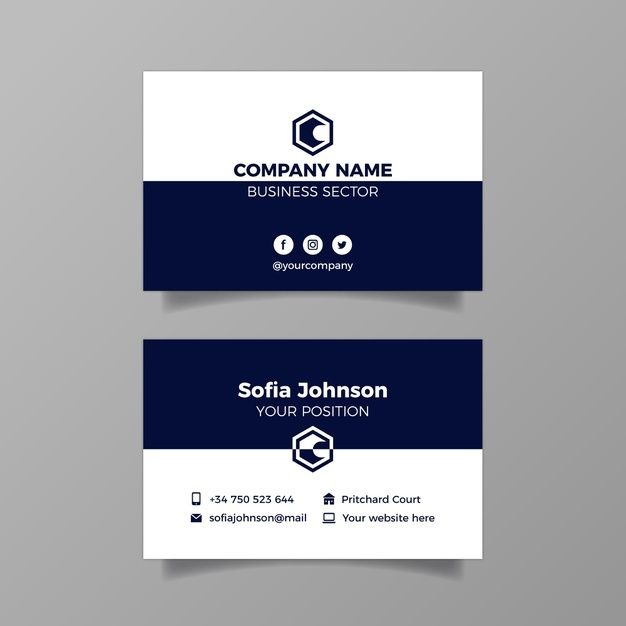 COMPANY NAME
BUSINESS SECTOR
@yourcompany
Sofia Johnson
YOUR POSITION
+34 750 523 644 Pritchard Court
sofiajohnson@mail Your website here